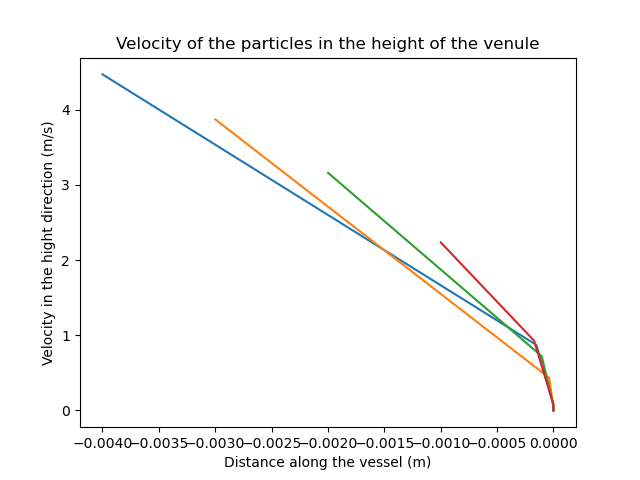 Velocity of the particles in the height of the venule
Velocity in the hight direction (m/s)
4
3
2
1
0
−0.0040 −0.0035 −0.0030 −0.0025 −0.0020 −0.0015 −0.0010 −0.0005 0.0000
Distance along the vessel (m)